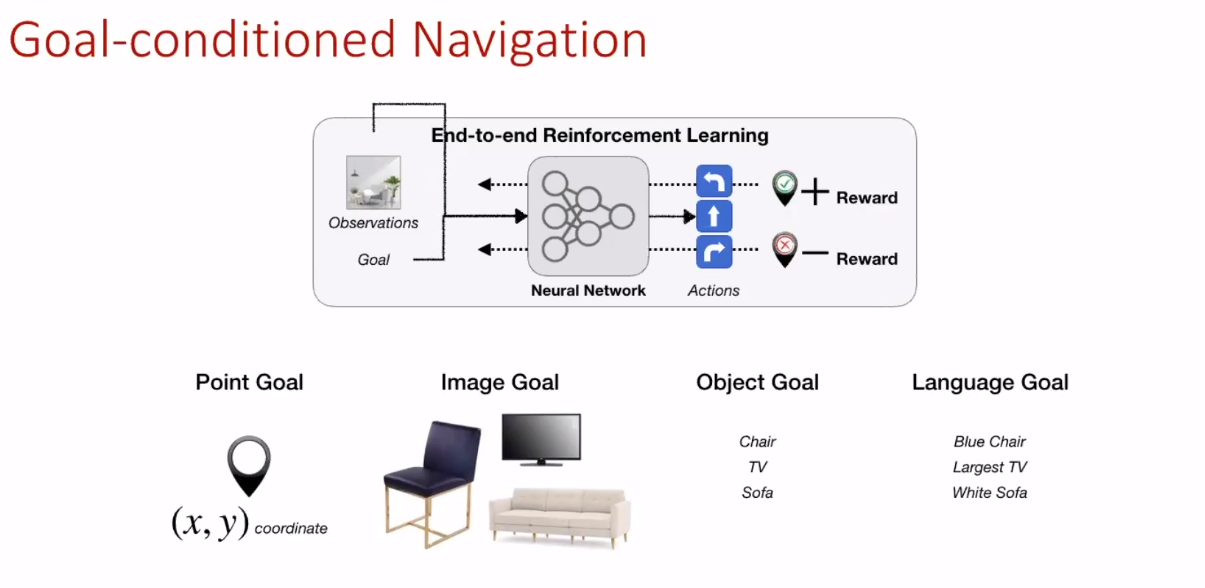 Goal-conditioned Navigation
End-to-end Reinforcement Learning
Observations
Goal
Neural Network
Actions
+ Reward
− Reward
Point Goal
(x, y) coordinate
Image Goal
Object Goal
Chair
TV
Sofa
Language Goal
Blue Chair
Largest TV
White Sofa